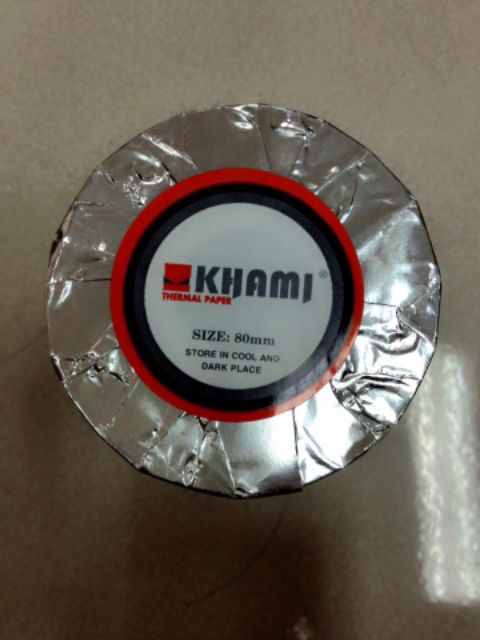 KHAMI®
THERMAL PAPER
SIZE: 80mm
STORE IN COOL AND
DARK PLACE